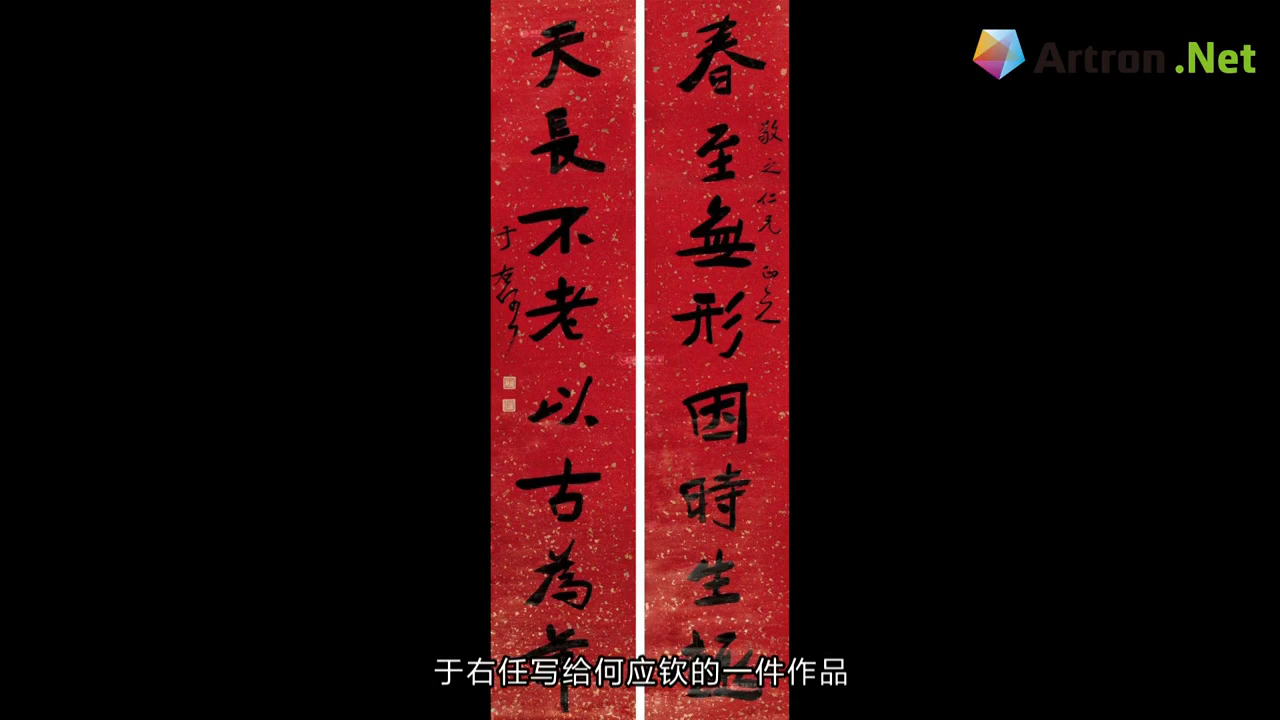 春至無形因時生趣
敬之仁兄正之
天長不老以古為年
于右任
Artron.Net
于右任写给何应钦的一件作品